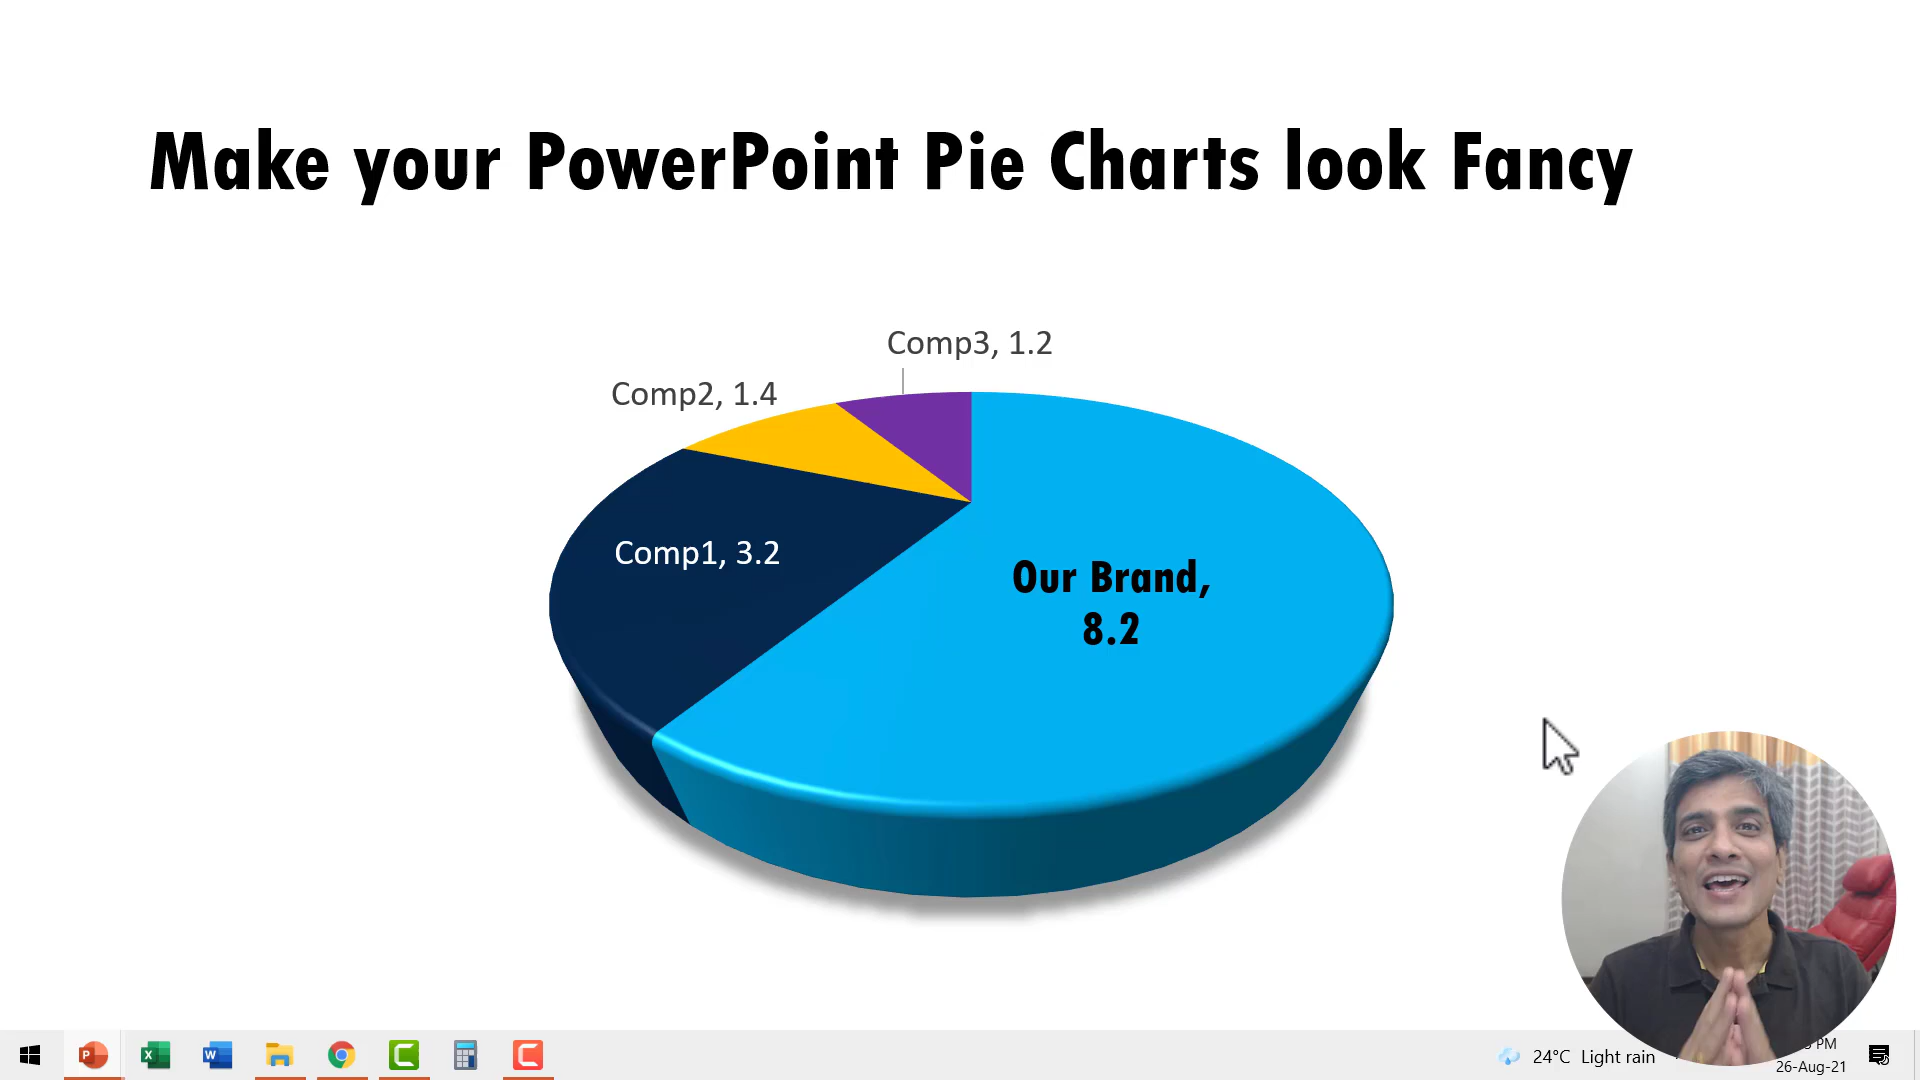 Make your PowerPoint Pie Charts look Fancy
Comp3, 1.2
Comp2, 1.4
Comp1, 3.2
Our Brand,
8.2
24°C Light rain
PM
26-Aug-21